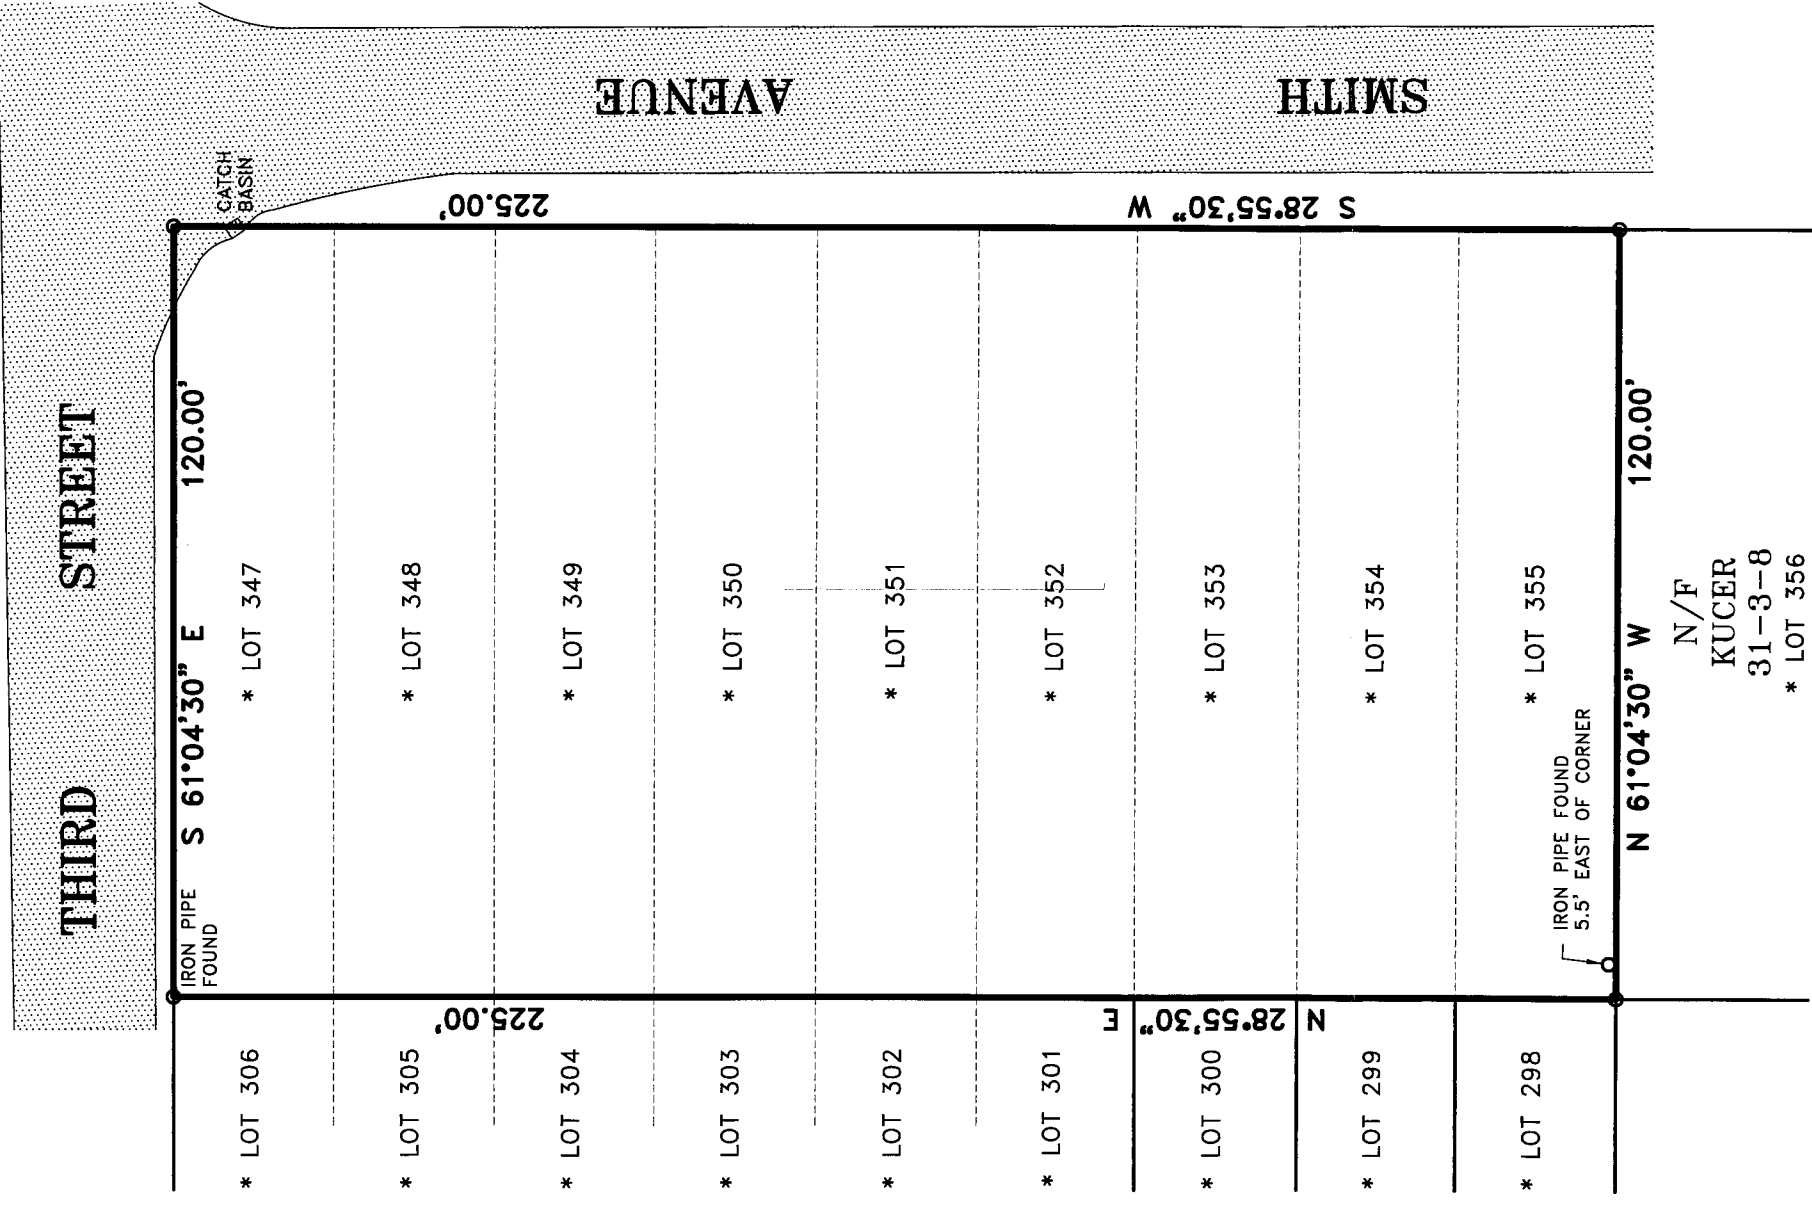 THIRD STREET
SMITH AVENUE
CATCH
BASIN
S 61°04'30" E 120.00'
S 28°55'30" W
225.00'
N 61°04'30" W 120.00'
N 28°55'30" E
225.00'
IRON PIPE
FOUND
IRON PIPE FOUND
5.5' EAST OF CORNER
* LOT 347
* LOT 348
* LOT 349
* LOT 350
* LOT 351
* LOT 352
* LOT 353
* LOT 354
* LOT 355
* LOT 306
* LOT 305
* LOT 304
* LOT 303
* LOT 302
* LOT 301
* LOT 300
* LOT 299
* LOT 298
N/F
KUCER
31-3-8
* LOT 356